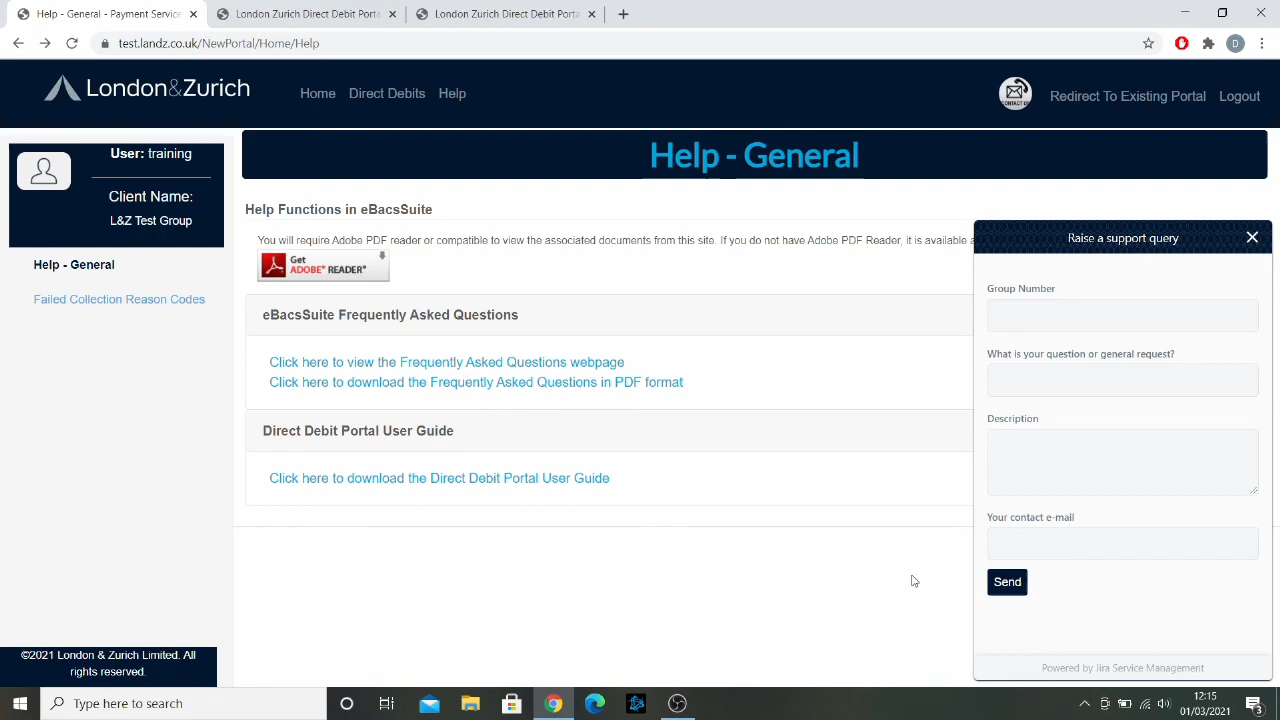 Help - General - Payment Service
London Zurich Direct Debit Porta
London Zurich Direct Debit Porta
test.landz.co.uk/NewPortal/Home/Help
D
London&Zurich
Home
Direct Debits
Help
CONTACT US
Redirect To Existing Portal
Logout
User: training
Client Name:
L&Z Test Group
Help - General
Failed Collection Reason Codes
©2021 London & Zurich Limited. All
rights reserved.
Help - General
Help Functions in eBacsSuite
You will require Adobe PDF reader or compatible to view the associated documents from this site. If you do not have Adobe PDF Reader, it is available a
Get
ADOBE® READER®
eBacsSuite Frequently Asked Questions
Click here to view the Frequently Asked Questions webpage
Click here to download the Frequently Asked Questions in PDF format
Direct Debit Portal User Guide
Click here to download the Direct Debit Portal User Guide
Raise a support query
Group Number
What is your question or general request?
Description
Your contact e-mail
Send
Powered by Jira Service Management
Type here to search
12:15
01/03/2021
3